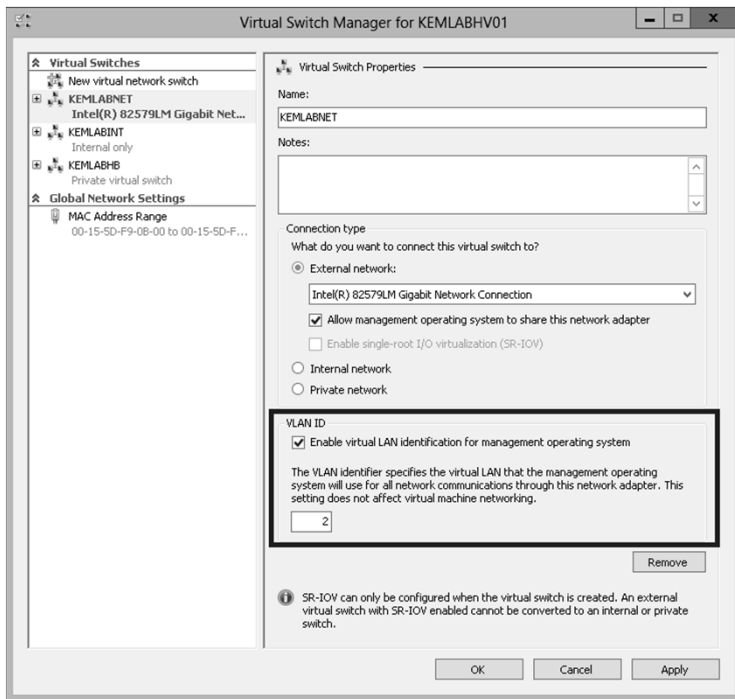 Virtual Switch Manager for KEMLABHV01
Virtual Switches
New virtual network switch
KEMLABNET
Intel(R) 82579LM Gigabit Net...
KEMLABINT
Internal only
KEMLABHB
Private virtual switch
Global Network Settings
MAC Address Range
00-15-5D-F9-0B-00 to 00-15-5D-F...
Virtual Switch Properties
Name:
KEMLABNET
Notes:
Connection type
What do you want to connect this virtual switch to?
External network:
Intel(R) 82579LM Gigabit Network Connection
Allow management operating system to share this network adapter
Enable single-root I/O virtualization (SR-IOV)
Internal network
Private network
VLAN ID
Enable virtual LAN identification for management operating system
The VLAN identifier specifies the virtual LAN that the management operating
system will use for all network communications through this network adapter. This
setting does not affect virtual machine networking.
2
Remove
SR-IOV can only be configured when the virtual switch is created. An external
virtual switch with SR-IOV enabled cannot be converted to an internal or private
switch.
OK
Cancel
Apply